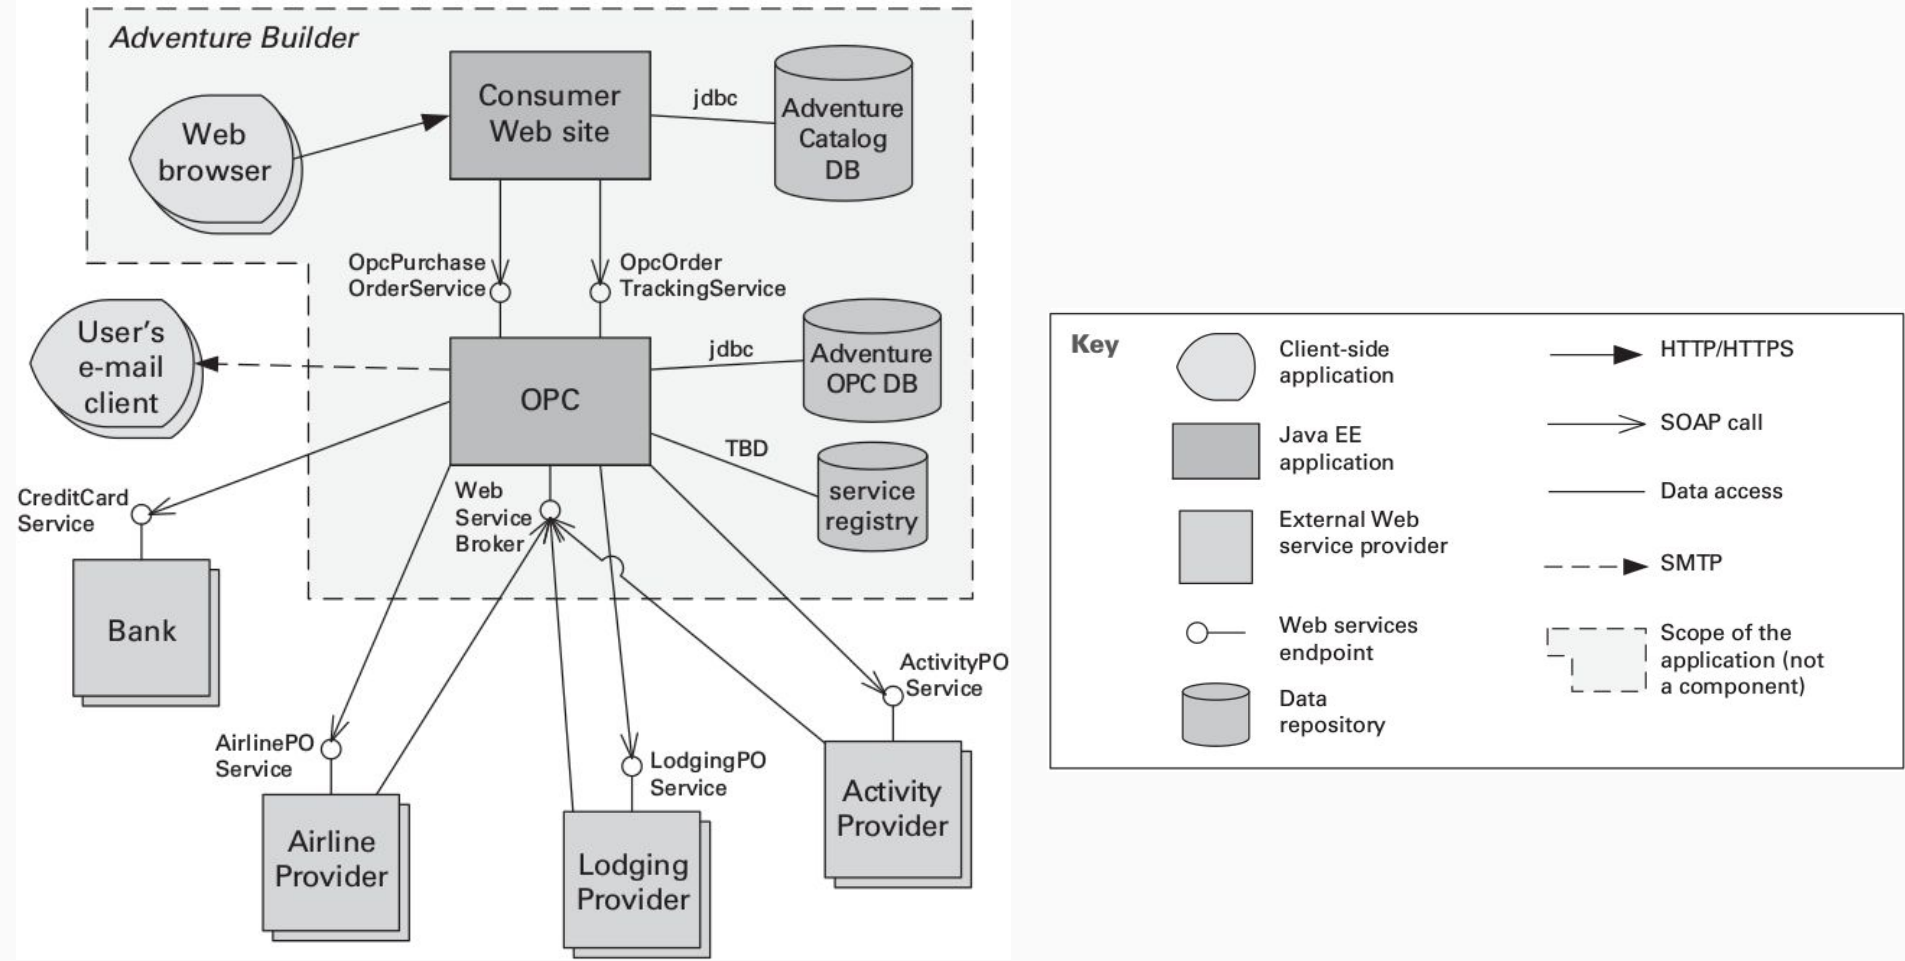 Adventure Builder
Consumer
Web site
jdbc
Adventure
Catalog
DB
Web
browser
OpcPurchase
OrderService
OpcOrder
TrackingService
User's
e-mail
client
OPC
jdbc
Adventure
OPC DB
TBD
service
registry
Web
Service
Broker
CreditCard
Service
Bank
AirlinePO
Service
Airline
Provider
LodgingPO
Service
Lodging
Provider
ActivityPO
Service
Activity
Provider
Key
Client-side
application
Java EE
application
External Web
service provider
Web services
endpoint
Data
repository
HTTP/HTTPS
SOAP call
Data access
SMTP
Scope of the
application (not
a component)